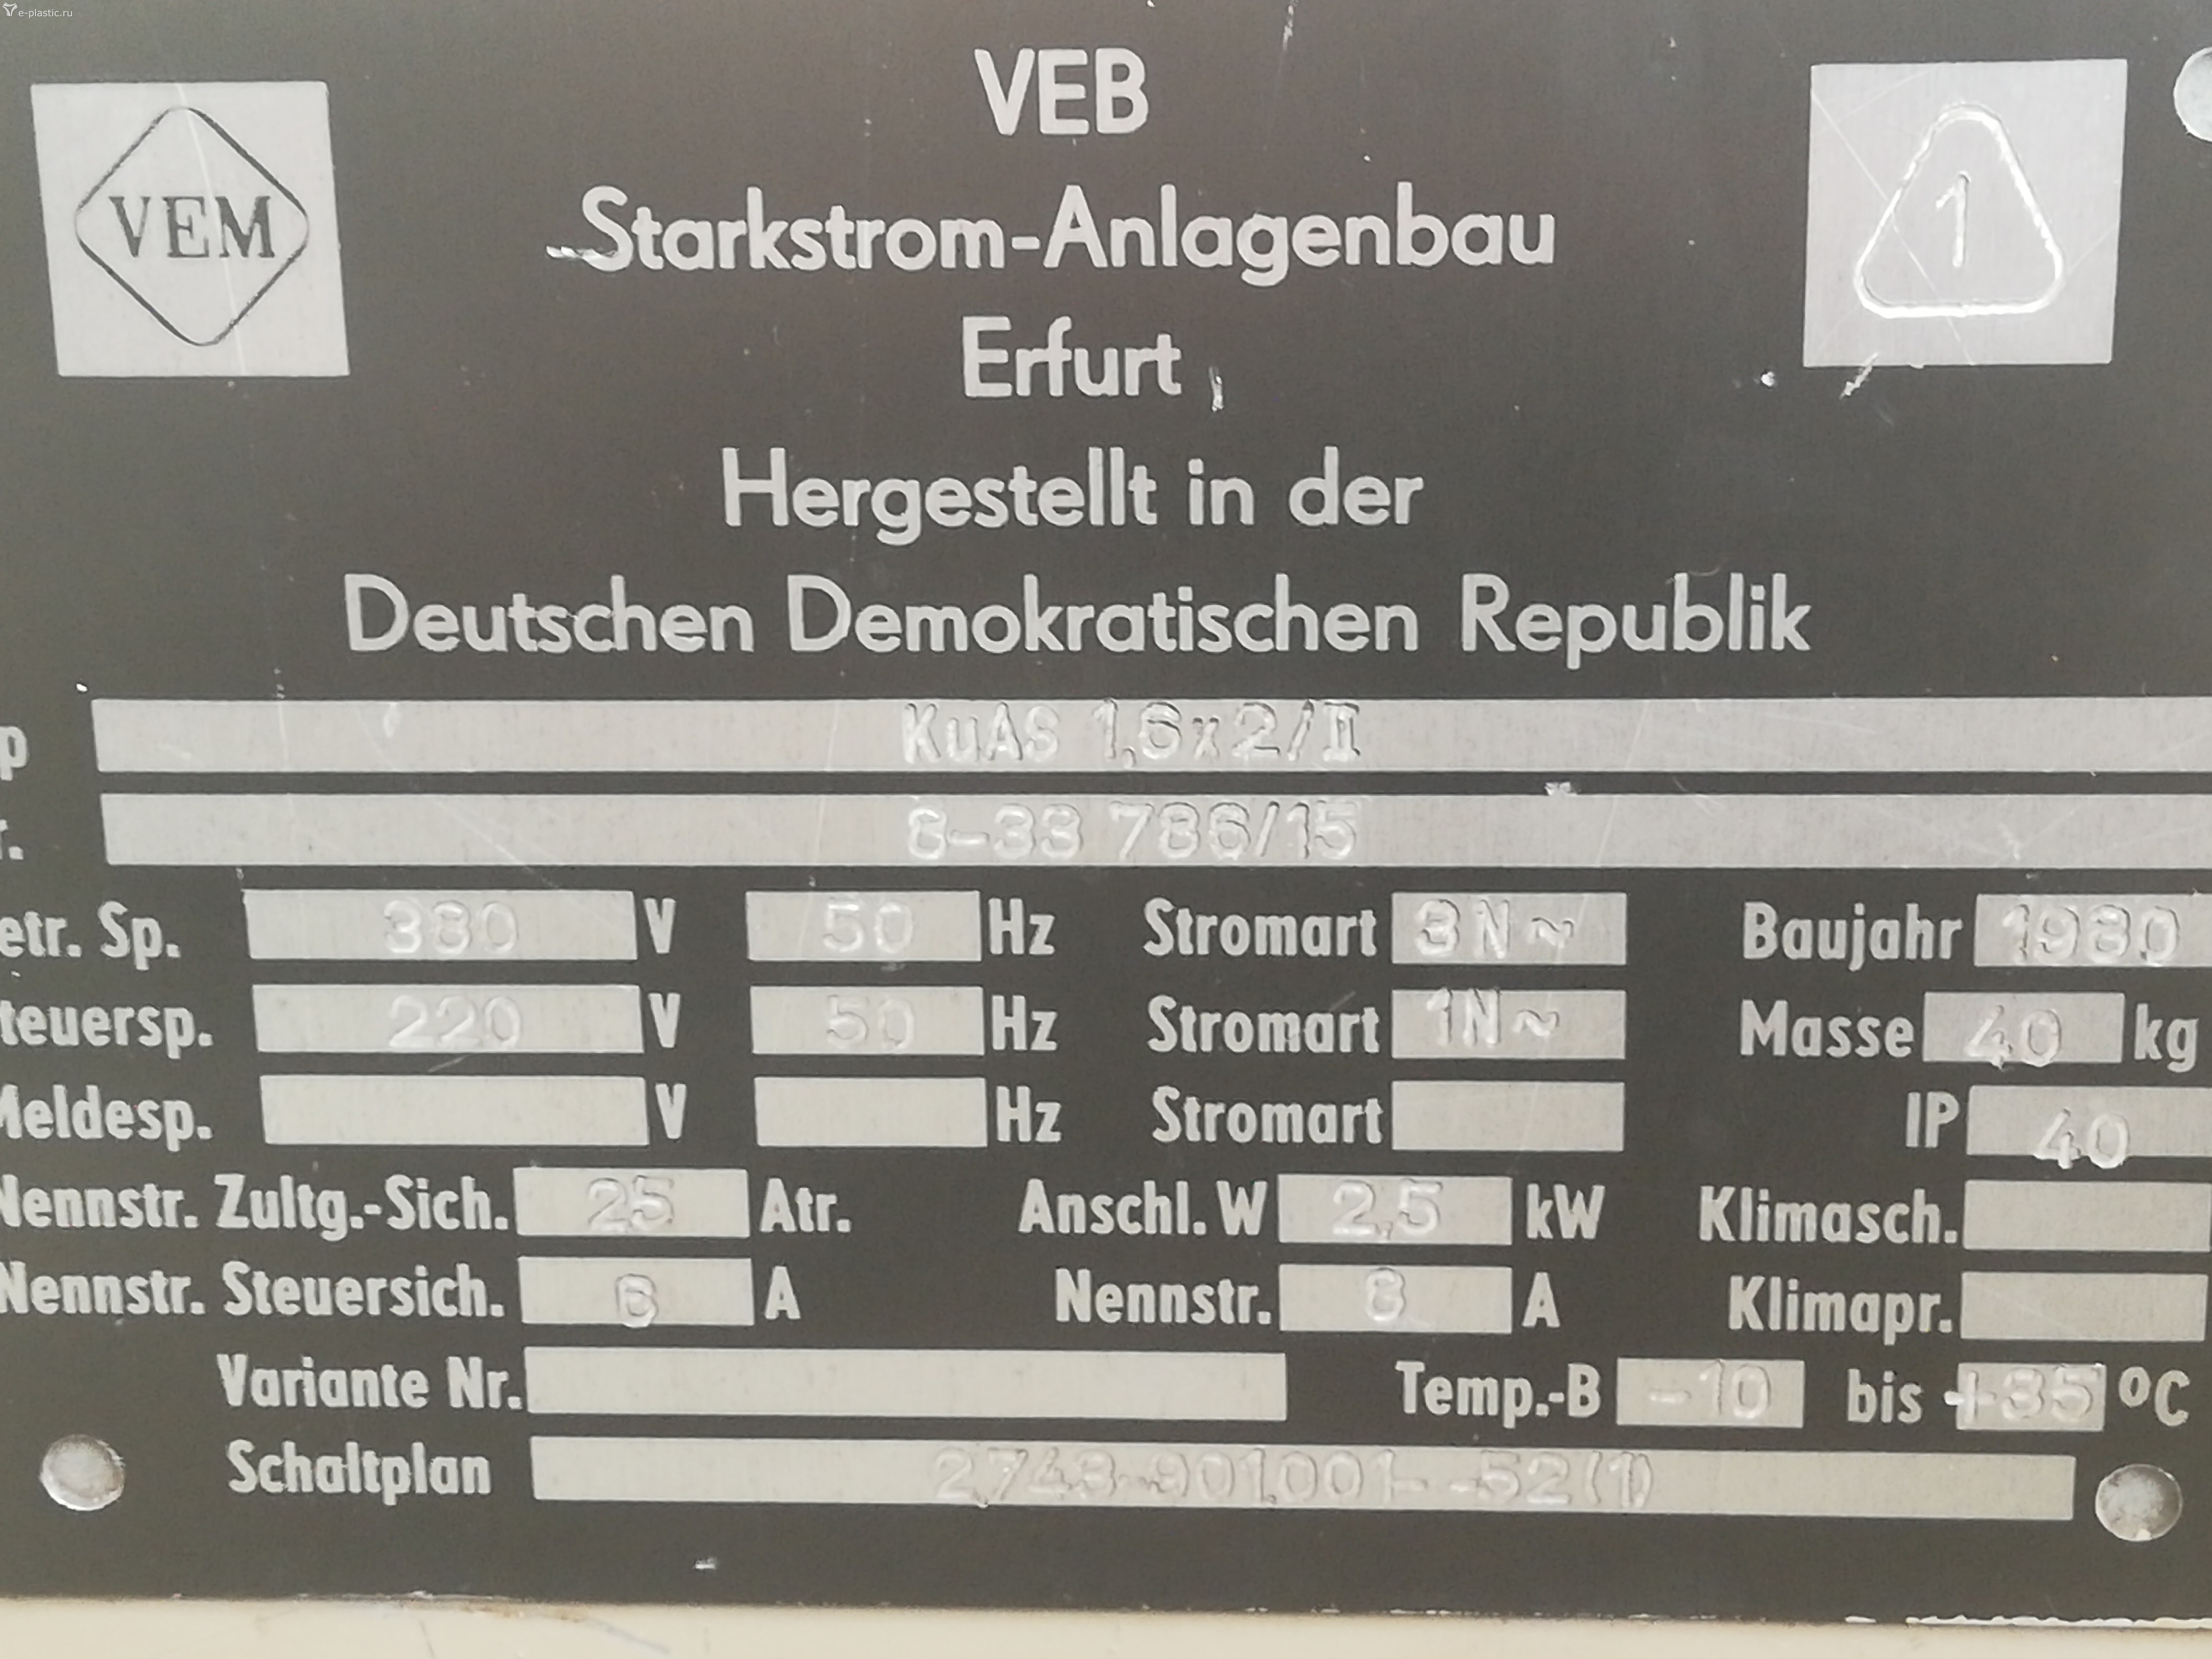 e-plastic.ru
VEB
VEM
1
Starkstrom-Anlagenbau
Erfurt
Hergestellt in der
Deutschen Demokratischen Republik
p KuAS 1,6x2/II
r. 8-33 786/15
etr. Sp. 380 V 50 Hz Stromart 3N~ Baujahr 1980
teuersp. 220 V 50 Hz Stromart 1N~ Masse 40 kg
Meldesp. V Hz Stromart IP 40
Nennstr. Zultg.-Sich. 25 Atr. Anschl. W 2,5 kW Klimasch.
Nennstr. Steuersich. 6 A Nennstr. A Klimapr.
Variante Nr. Temp.-B -10 bis +35 °C
Schaltplan